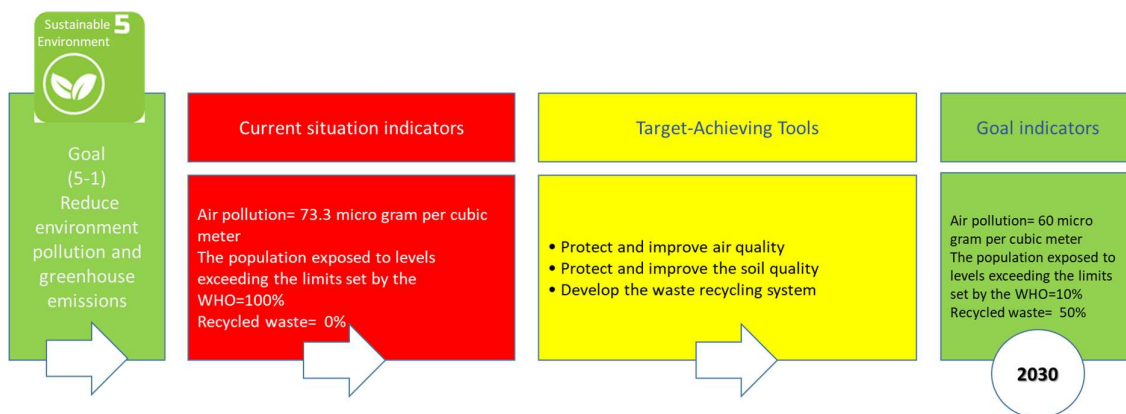 Sustainable 5
Environment
Goal
(5-1)
Reduce
environment
pollution and
greenhouse
emissions
Current situation indicators
Air pollution= 73.3 micro gram per cubic
meter
The population exposed to levels
exceeding the limits set by the
WHO=100%
Recycled waste=  0%
Target-Achieving Tools
• Protect and improve air quality
• Protect and improve the soil quality
• Develop the waste recycling system
Goal indicators
Air pollution= 60 micro
gram per cubic meter
The population exposed to
levels exceeding the limits
set by the WHO=10%
Recycled waste=  50%
2030